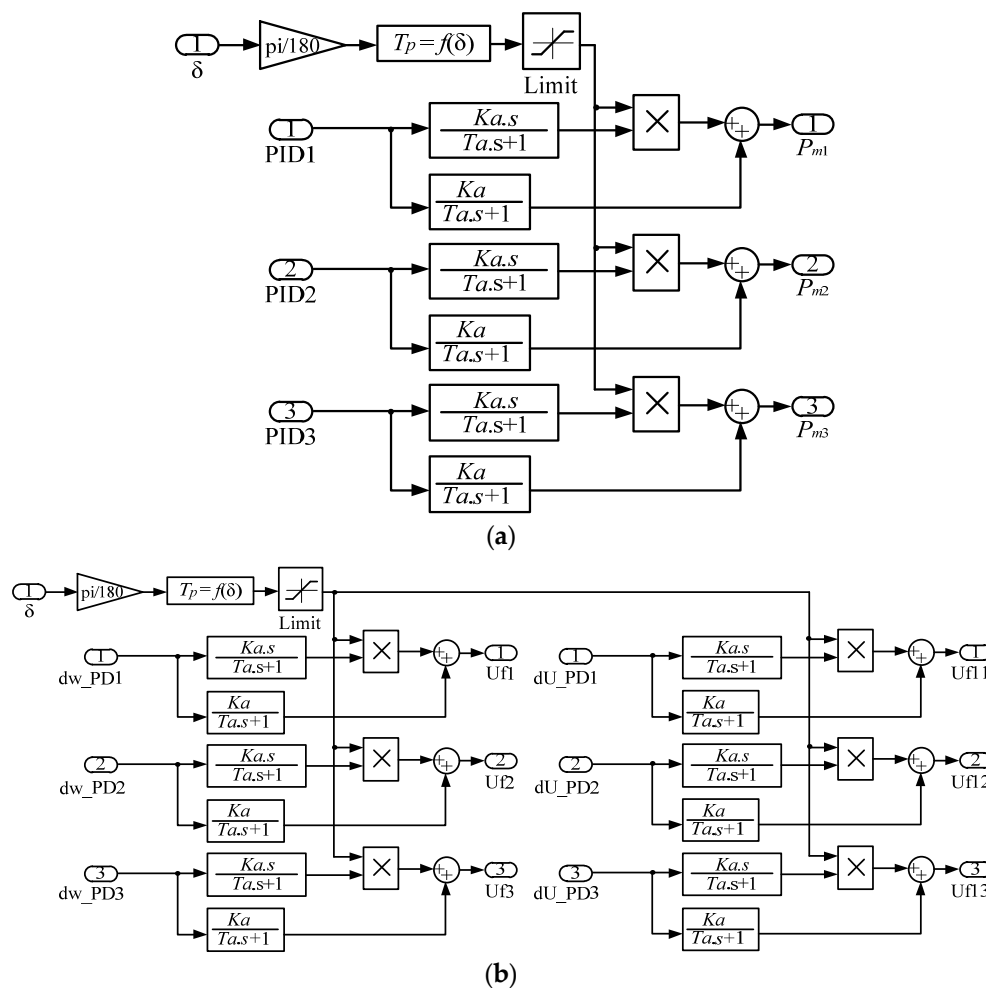 1 pi/180 Tp = f(δ)
δ Limit
1 Ka.s × + 1
PID1 Ta.s+1 + Pm1
Ka
Ta.s+1
2 Ka.s × + 2
PID2 Ta.s+1 + Pm2
Ka
Ta.s+1
3 Ka.s × + 3
PID3 Ta.s+1 + Pm3
Ka
Ta.s+1
(a)
1 pi/180 Tp = f(δ)
δ Limit
1 Ka.s × + 1
dw_PD1 Ta.s+1 + Uf1
Ka
Ta.s+1
2 Ka.s × + 2
dw_PD2 Ta.s+1 + Uf2
Ka
Ta.s+1
3 Ka.s × + 3
dw_PD3 Ta.s+1 + Uf3
Ka
Ta.s+1
1 Ka.s × + 1
dU_PD1 Ta.s+1 + Uf11
Ka
Ta.s+1
2 Ka.s × + 2
dU_PD2 Ta.s+1 + Uf12
Ka
Ta.s+1
3 Ka.s × + 3
dU_PD3 Ta.s+1 + Uf13
Ka
Ta.s+1
(b)